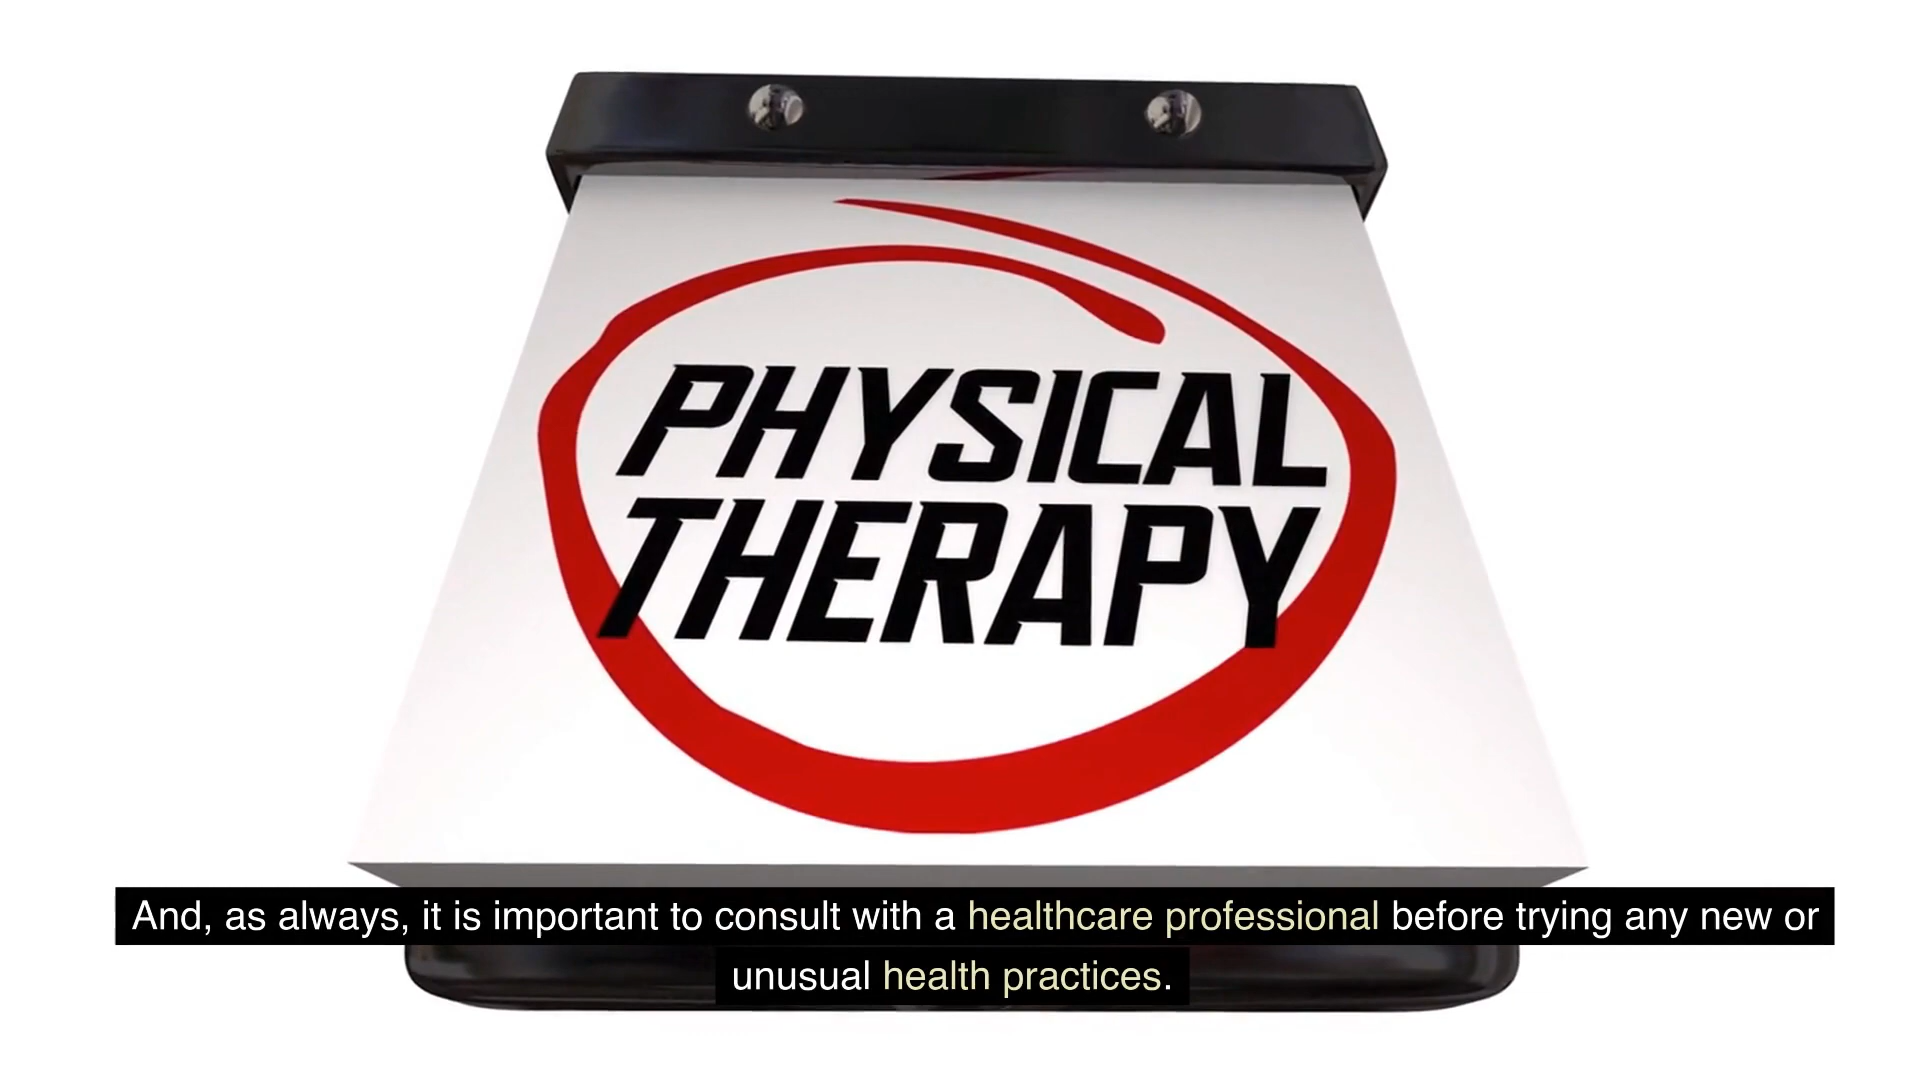 PHYSICAL
THERAPY
And, as always, it is important to consult with a healthcare professional before trying any new or
unusual health practices.